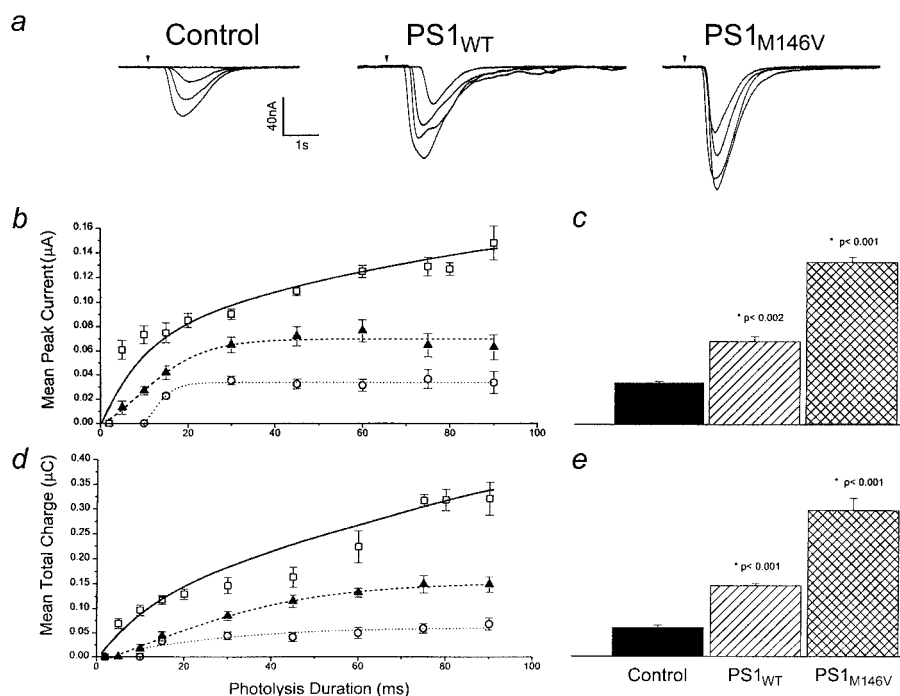 a
Control PS1WT PS1M146V
40nA
1s
b
c
Mean Peak Current (μA)
0.16
0.14
0.12
0.10
0.08
0.06
0.04
0.02
0.00
0 20 40 60 80 100
* p< 0.002
* p< 0.001
d
e
Mean Total Charge (μC)
0.40
0.35
0.30
0.25
0.20
0.15
0.10
0.05
0.00
0 20 40 60 80 100
Photolysis Duration (ms)
* p< 0.001
* p< 0.001
Control PS1WT PS1M146V